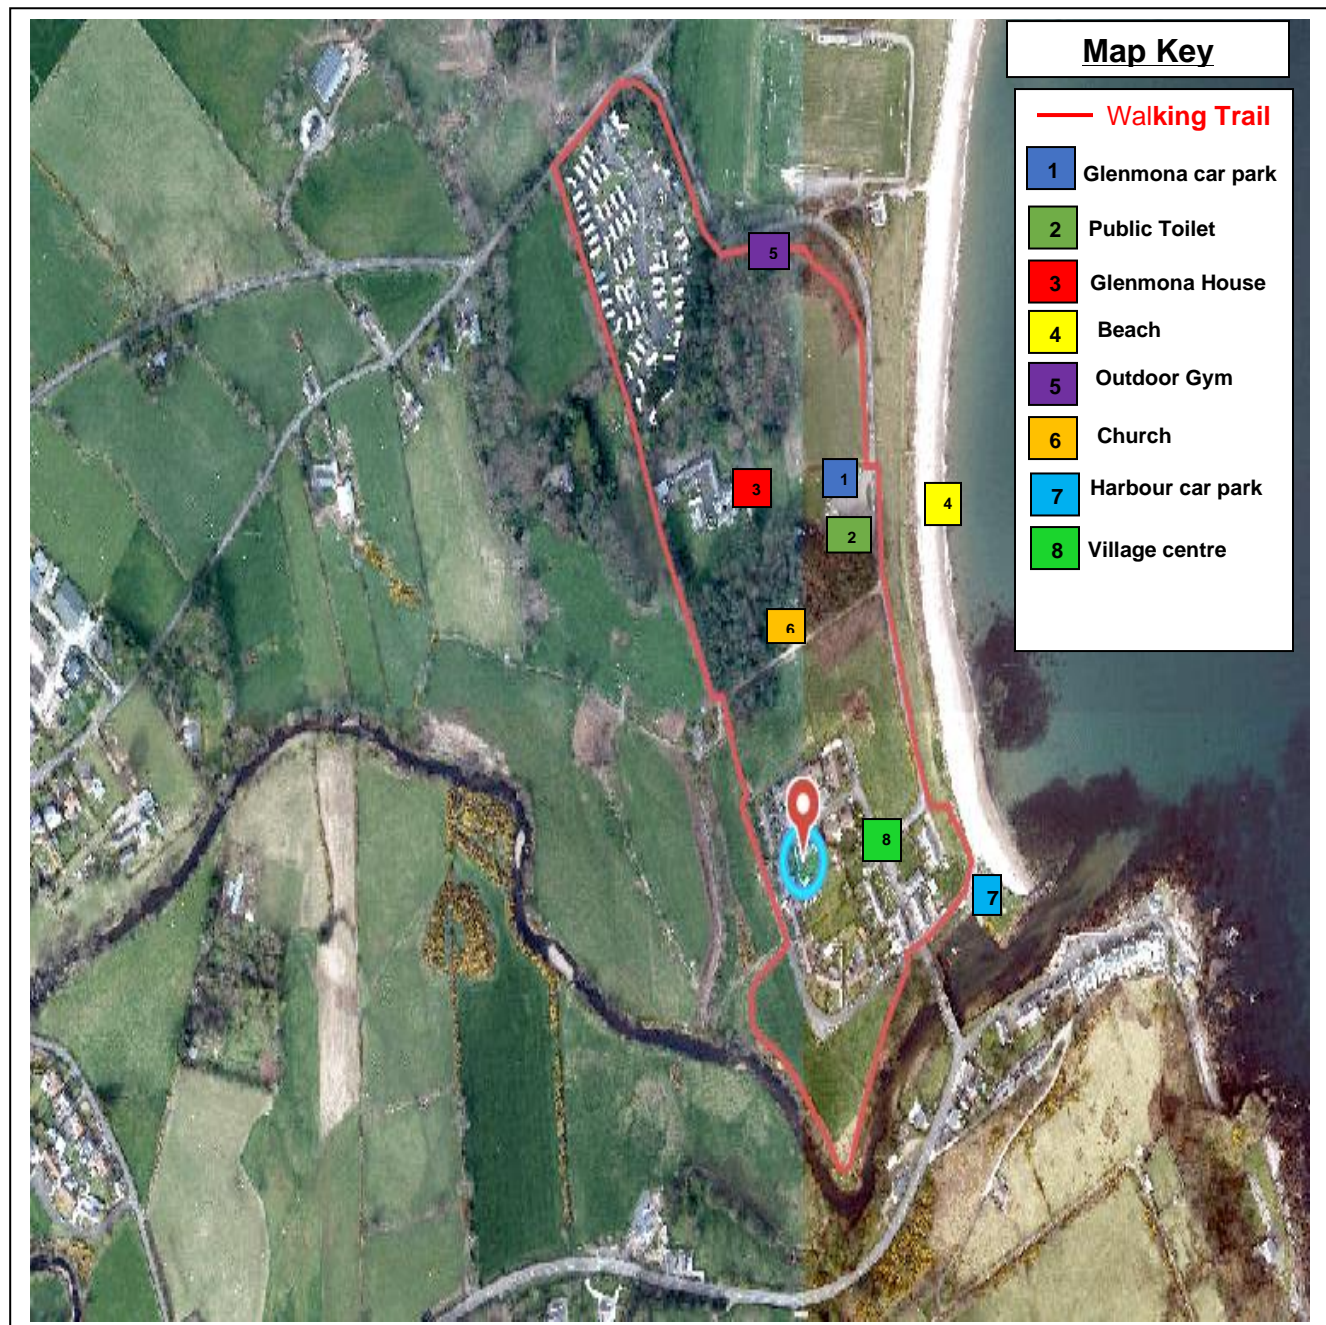 Map Key
Walking Trail
1 Glenmona car park
2 Public Toilet
3 Glenmona House
4 Beach
5 Outdoor Gym
6 Church
7 Harbour car park
8 Village centre
5
3
1
4
2
6
8
7